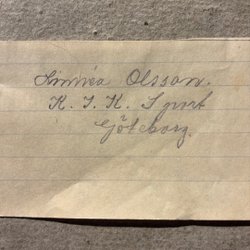 Linnéa Olsson.
K. I. K. Sport
Göteborg